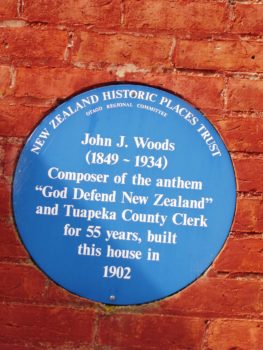 NEW ZEALAND HISTORIC PLACES TRUST
OTAGO REGIONAL COMMITTEE
John J. Woods
(1849 ~ 1934)
Composer of the anthem
“God Defend New Zealand”
and Tuapeka County Clerk
for 55 years, built
this house in
1902